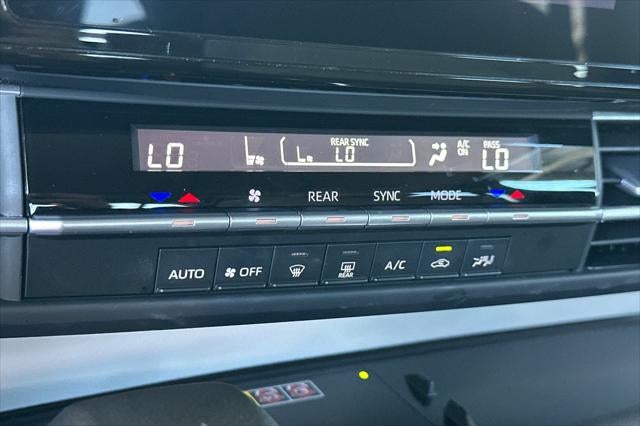 REAR SYNC A/C PASS
LO LO ON LO
REAR SYNC MODE
AUTO OFF REAR A/C